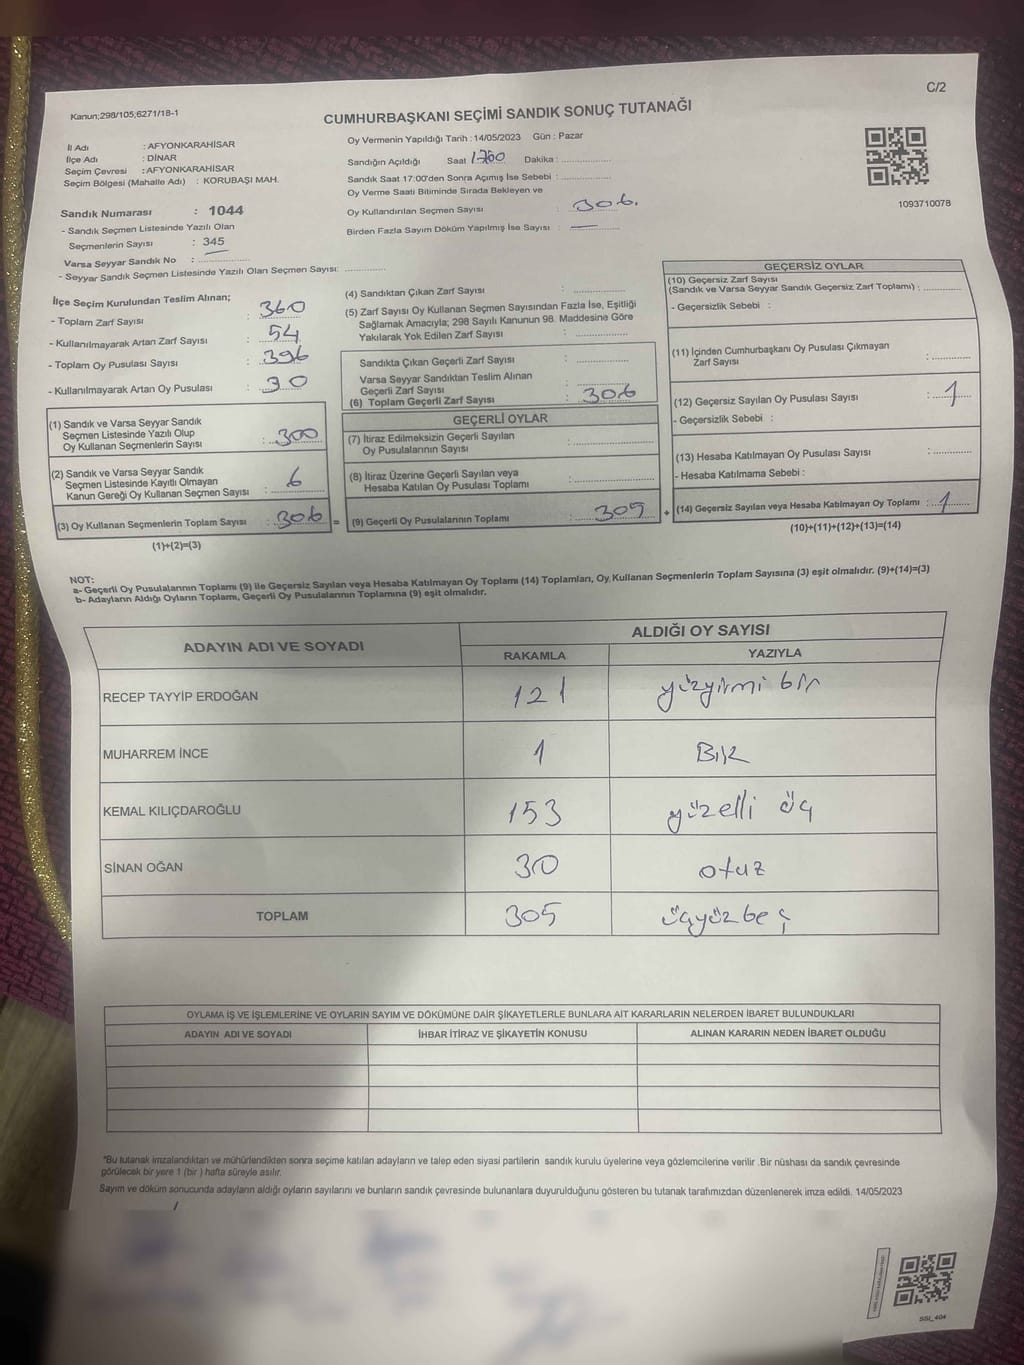 C/2
Kanun;298/105;6271/18-1
CUMHURBAŞKANI SEÇİMİ SANDIK SONUÇ TUTANAĞI
İl Adı : AFYONKARAHİSAR
İlçe Adı : DİNAR
Seçim Çevresi : AFYONKARAHİSAR
Seçim Bölgesi (Mahalle Adı) : KORUBAŞI MAH.
Sandık Numarası : 1044
- Sandık Seçmen Listesinde Yazılı Olan
Seçmenlerin Sayısı : 345
Varsa Seyyar Sandık No :
- Seyyar Sandık Seçmen Listesinde Yazılı Olan Seçmen Sayısı:
Oy Vermenin Yapıldığı Tarih : 14/05/2023 Gün : Pazar
Sandığın Açıldığı Saat Dakika :
Sandık Saat 17:00'den Sonra Açımış İse Sebebi :
Oy Verme Saati Bitiminde Sırada Bekleyen ve
Oy Kullandırılan Seçmen Sayısı : 306.
Birden Fazla Sayım Döküm Yapılmış İse Sayısı : —
1093710078
İlçe Seçim Kurulundan Teslim Alınan;
- Toplam Zarf Sayısı : 360
- Kullanılmayarak Artan Zarf Sayısı : 54
- Toplam Oy Pusulası Sayısı : 396
- Kullanılmayarak Artan Oy Pusulası : 90
(1) Sandık ve Varsa Seyyar Sandık
Seçmen Listesinde Yazılı Olup
Oy Kullanan Seçmenlerin Sayısı : 300
(2) Sandık ve Varsa Seyyar Sandık
Seçmen Listesinde Kayıtlı Olmayan
Kanun Gereği Oy Kullanan Seçmen Sayısı : 6
(3) Oy Kullanan Seçmenlerin Toplam Sayısı : 306 =
(1)+(2)=(3)
(4) Sandıktan Çıkan Zarf Sayısı :
(5) Zarf Sayısı Oy Kullanan Seçmen Sayısından Fazla İse, Eşitliği
Sağlamak Amacıyla; 298 Sayılı Kanunun 98. Maddesine Göre
Yakılarak Yok Edilen Zarf Sayısı :
Sandıkta Çıkan Geçerli Zarf Sayısı :
Varsa Seyyar Sandıktan Teslim Alınan
Geçerli Zarf Sayısı :
(6) Toplam Geçerli Zarf Sayısı : 306
GEÇERLİ OYLAR
(7) İtiraz Edilmeksizin Geçerli Sayılan
Oy Pusulalarının Sayısı :
(8) İtiraz Üzerine Geçerli Sayılan veya
Hesaba Katılan Oy Pusulası Toplamı :
(9) Geçerli Oy Pusulalarının Toplamı : 305 +
GEÇERSİZ OYLAR
(10) Geçersiz Zarf Sayısı
(Sandık ve Varsa Seyyar Sandık Geçersiz Zarf Toplamı) :
- Geçersizlik Sebebi :
(11) İçinden Cumhurbaşkanı Oy Pusulası Çıkmayan
Zarf Sayısı :
(12) Geçersiz Sayılan Oy Pusulası Sayısı : 1
- Geçersizlik Sebebi :
(13) Hesaba Katılmayan Oy Pusulası Sayısı :
- Hesaba Katılmama Sebebi :
(14) Geçersiz Sayılan veya Hesaba Katılmayan Oy Toplamı : 1
(10)+(11)+(12)+(13)=(14)
NOT:
a- Geçerli Oy Pusulalarının Toplamı (9) ile Geçersiz Sayılan veya Hesaba Katılmayan Oy Toplamı (14) Toplamları, Oy Kullanan Seçmenlerin Toplam Sayısına (3) eşit olmalıdır. (9)+(14)=(3)
b- Adayların Aldığı Oyların Toplamı, Geçerli Oy Pusulalarının Toplamına (9) eşit olmalıdır.
ADAYIN ADI VE SOYADI
ALDIĞI OY SAYISI
RAKAMLA YAZIYLA
RECEP TAYYİP ERDOĞAN 121 yüzyirmi bir
MUHARREM İNCE 1 BİR
KEMAL KILIÇDAROĞLU 153 yüzelli üç
SİNAN OĞAN 30 otuz
TOPLAM 305 üçyüzbeş
OYLAMA İŞ VE İŞLEMLERİNE VE OYLARIN SAYIM VE DÖKÜMÜNE DAİR ŞİKAYETLERLE BUNLARA AİT KARARLARIN NELERDEN İBARET BULUNDUKLARI
ADAYIN ADI VE SOYADI İHBAR İTİRAZ VE ŞİKAYETİN KONUSU ALINAN KARARIN NEDEN İBARET OLDUĞU
*Bu tutanak imzalandıktan ve mühürlendikten sonra seçime katılan adayların ve talep eden siyasi partilerin sandık kurulu üyelerine veya gözlemcilerine verilir .Bir nüshası da sandık çevresinde
görülecek bir yere 1 (bir ) hafta süreyle asılır.
Sayım ve döküm sonucunda adayların aldığı oyların sayılarını ve bunların sandık çevresinde bulunanlara duyurulduğunu gösteren bu tutanak tarafımızdan düzenlenerek imza edildi. 14/05/2023
SSİ_404